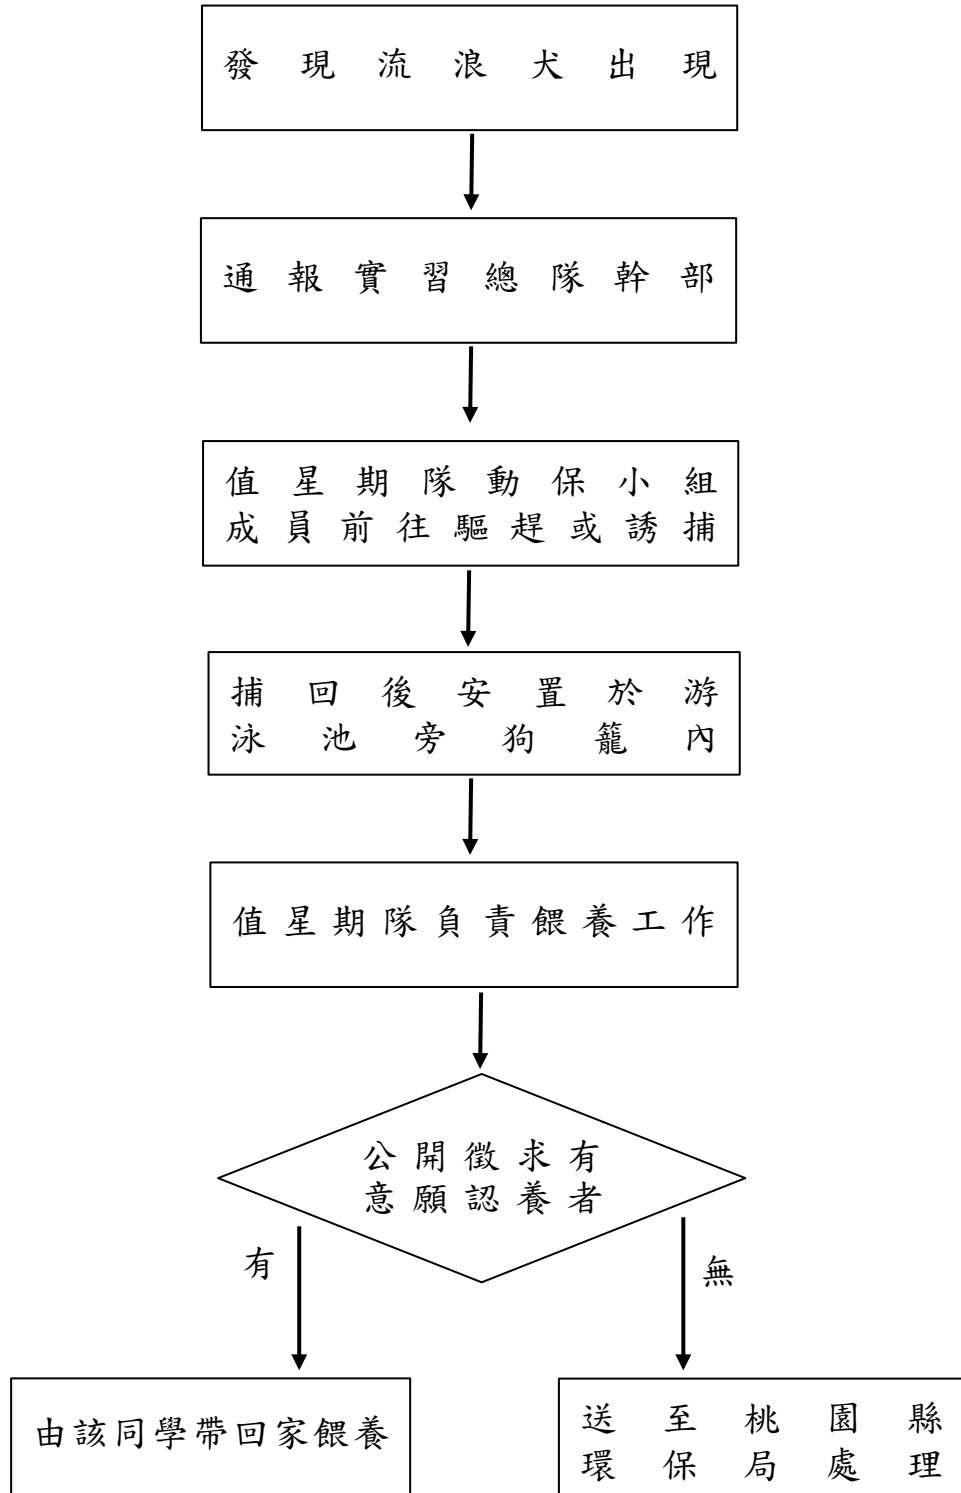 發現流浪犬出現
通報實習總隊幹部
值星期隊動保小組
成員前往驅趕或誘捕
捕回後安置於游
泳池旁狗籠內
值星期隊負責餵養工作
公開徵求有
意願認養者
有
無
由該同學帶回家餵養
送至桃園縣
環保局處理